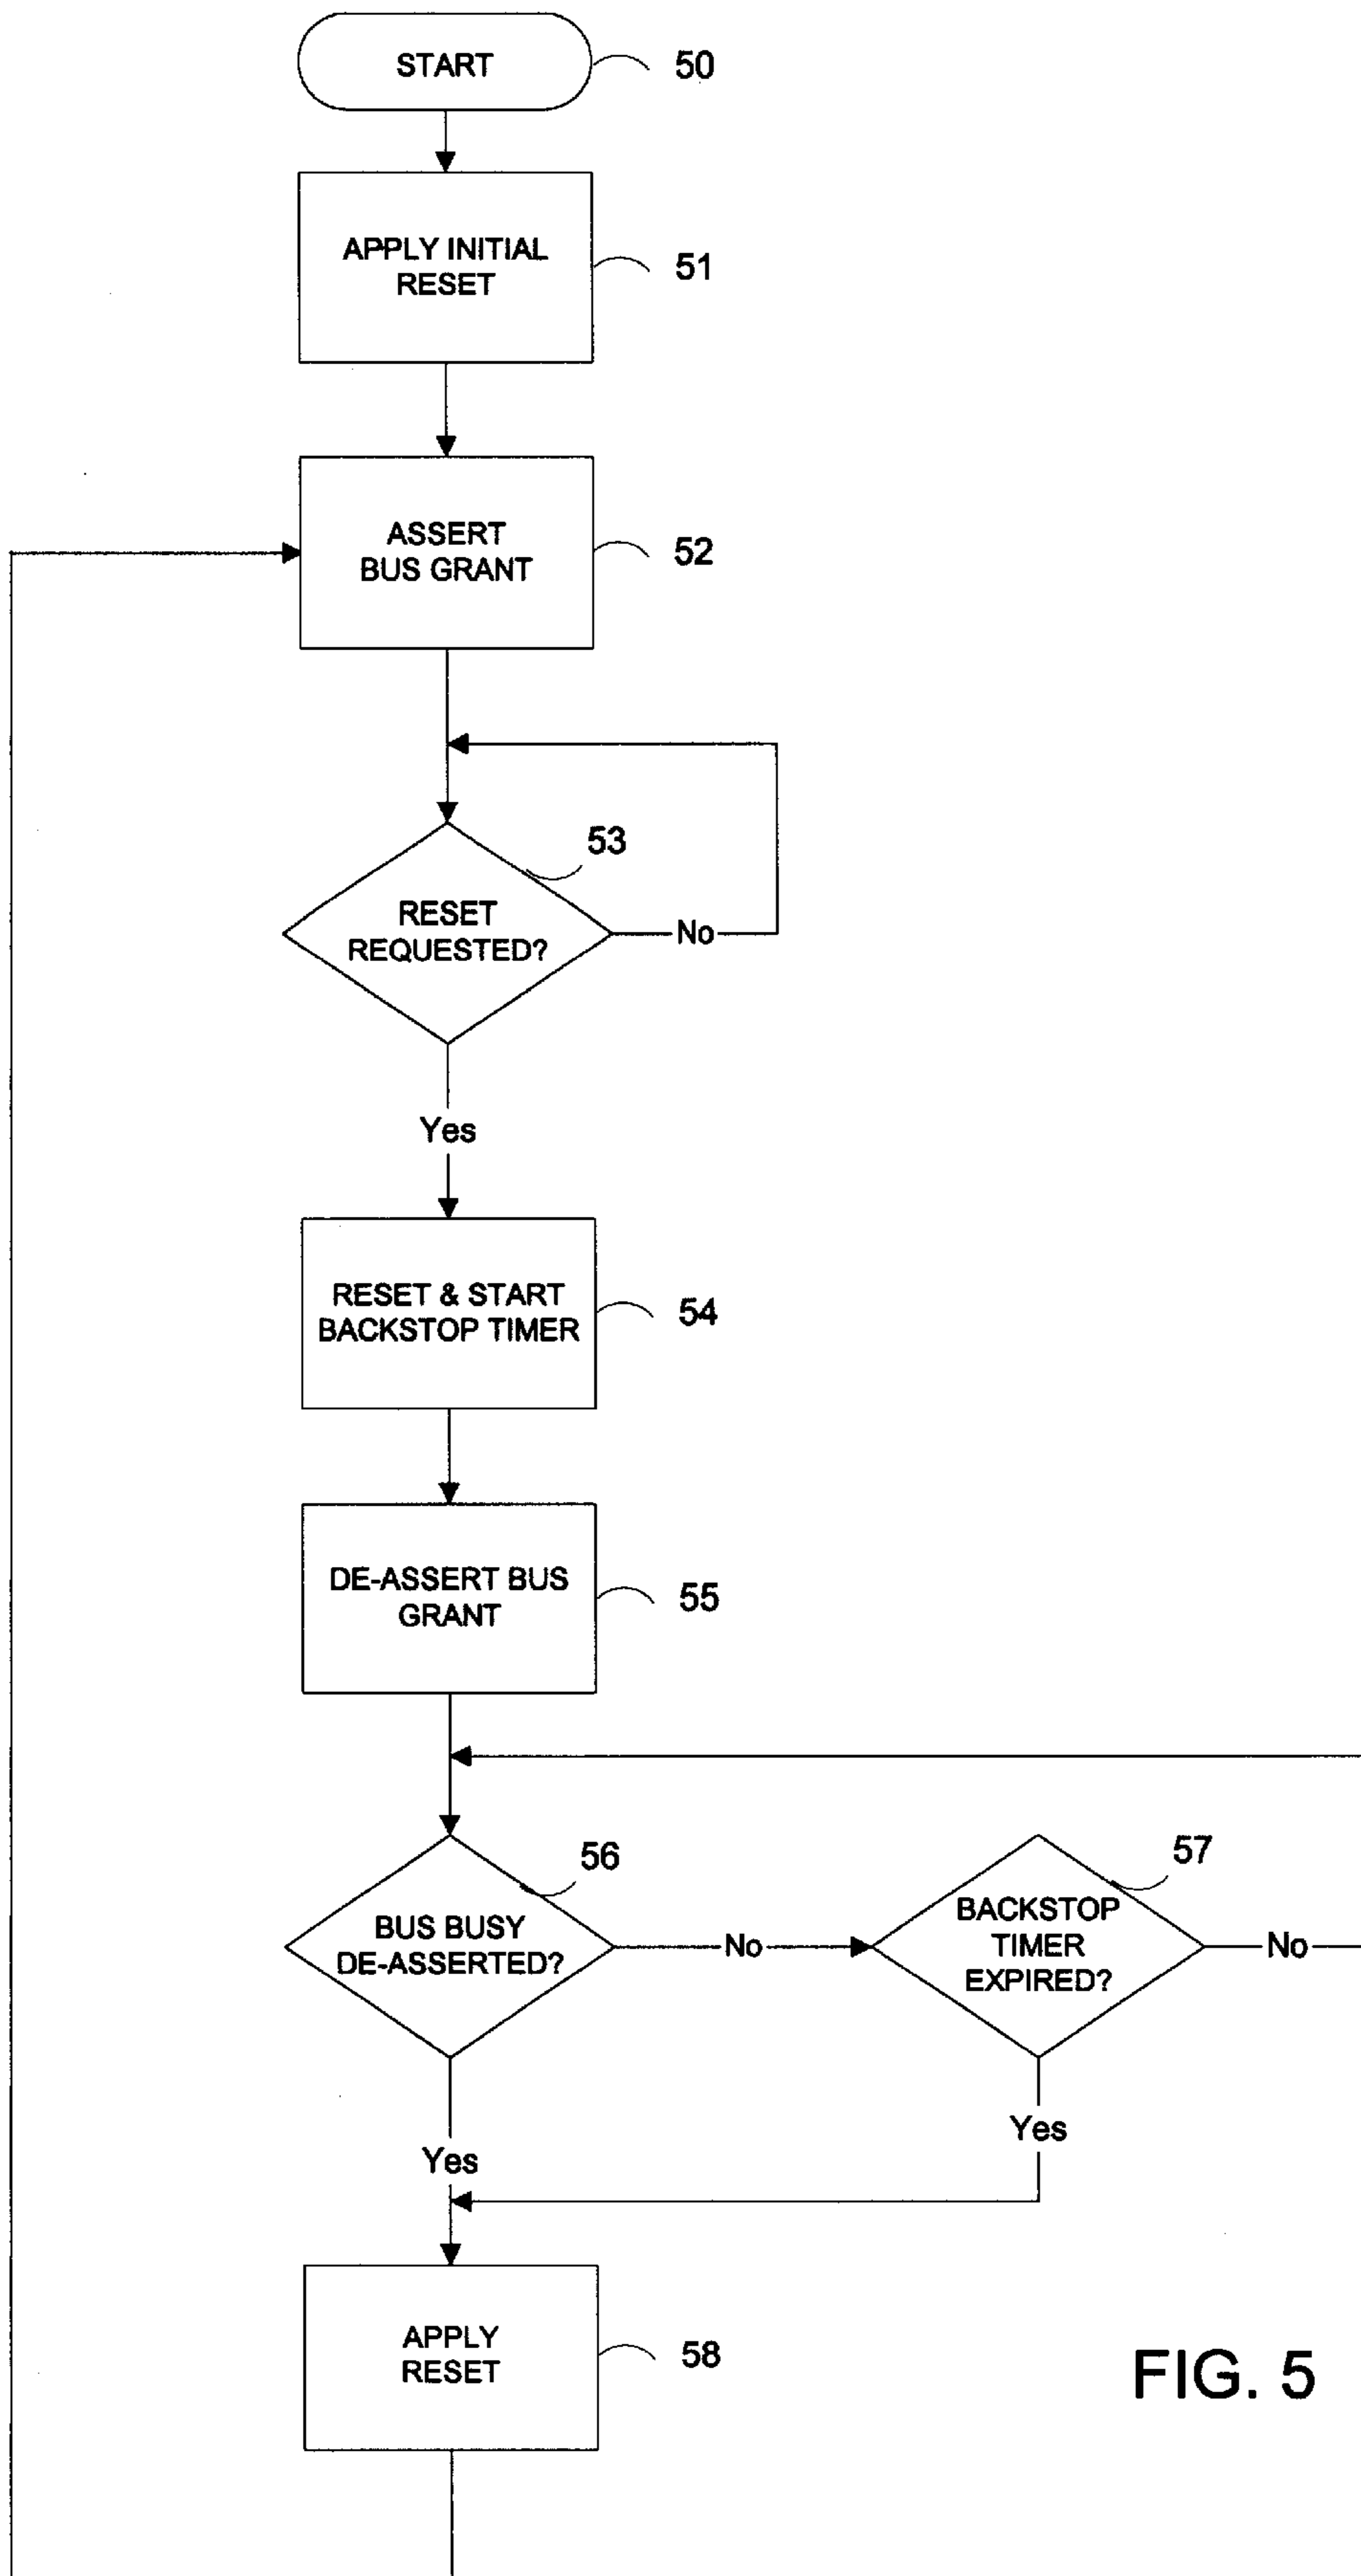 START
50
APPLY INITIAL
RESET
51
ASSERT
BUS GRANT
52
53
RESET
REQUESTED?
No
Yes
RESET & START
BACKSTOP TIMER
54
DE-ASSERT BUS
GRANT
55
56
BUS BUSY
DE-ASSERTED?
No
57
BACKSTOP
TIMER
EXPIRED?
No
Yes
Yes
APPLY
RESET
58
FIG. 5